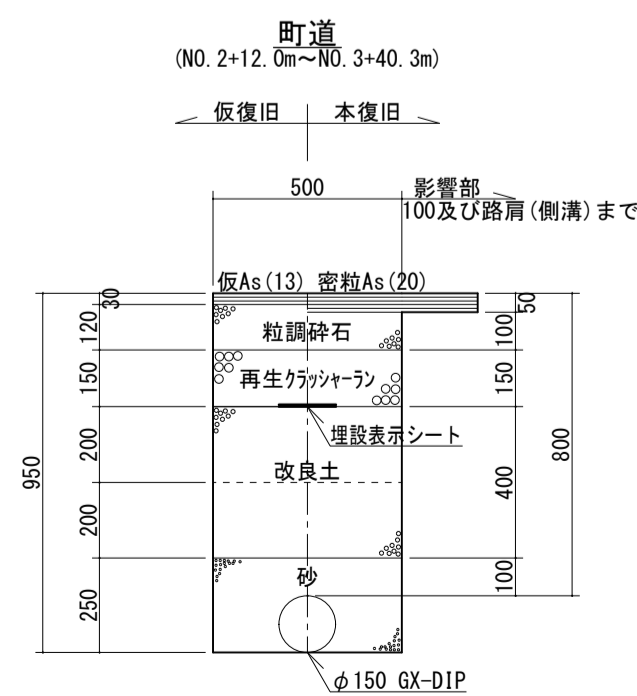 町道
(NO.2+12.0m～NO.3+40.3m)
仮復旧 本復旧
500
影響部
100及び路肩(側溝)まで
仮As(13) 密粒As(20)
30
50
120
粒調砕石
100
150
再生クラッシャーラン
150
埋設表示シート
200
改良土
400
800
950
200
砂
100
250
φ150 GX-DIP